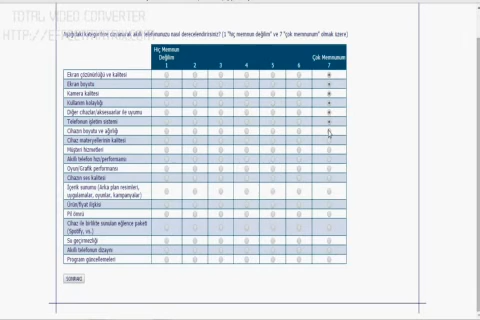 TOTAL VIDEO CONVERTER
Aşağıdaki kategorilere dayanarak akıllı telefonunuzu nasıl derecelendirirsiniz? (1 "hiç memnun değilim" ve 7 "çok memnunum" olmak üzere)
Hiç Memnun Değilim
Çok Memnunum
1 2 3 4 5 6 7
Ekran çözünürlüğü ve kalitesi
Ekran boyutu
Kamera kalitesi
Kullanım kolaylığı
Diğer cihazlar/aksesuarlar ile uyumu
Telefonun işletim sistemi
Cihazın boyutu ve ağırlığı
Cihaz materyallerinin kalitesi
Müşteri hizmetleri
Akıllı telefon hızı/performansı
Oyun/Grafik performansı
Cihazın ses kalitesi
İçerik sunumu (Arka plan resimleri,
uygulamalar, oyunlar, kampanyalar)
Ürün/fiyat ilişkisi
Pil ömrü
Cihaz ile birlikte sunulan eğlence paketi
(Spotify, vs.)
Su geçirmezliği
Akıllı telefonun dizaynı
Program güncellemeleri
SONRAKİ